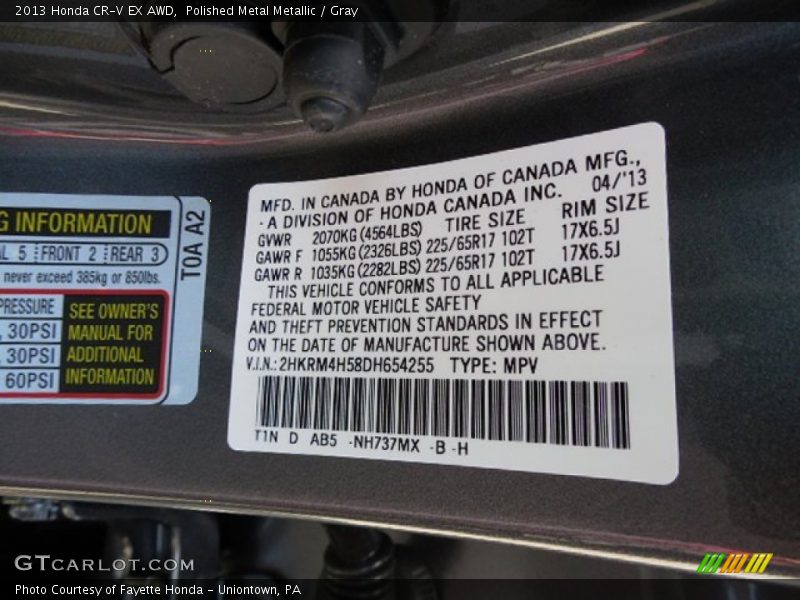 2013 Honda CR-V EX AWD, Polished Metal Metallic / Gray
G INFORMATION
AL 5 FRONT 2 REAR 3
never exceed 385kg or 850lbs.
PRESSURE
30PSI
30PSI
60PSI
SEE OWNER'S
MANUAL FOR
ADDITIONAL
INFORMATION
T0A A2
MFD. IN CANADA BY HONDA OF CANADA MFG.,
- A DIVISION OF HONDA CANADA INC. 04/'13
GVWR 2070KG (4564LBS) TIRE SIZE RIM SIZE
GAWR F 1055KG (2326LBS) 225/65R17 102T 17X6.5J
GAWR R 1035KG (2282LBS) 225/65R17 102T 17X6.5J
THIS VEHICLE CONFORMS TO ALL APPLICABLE
FEDERAL MOTOR VEHICLE SAFETY
AND THEFT PREVENTION STANDARDS IN EFFECT
ON THE DATE OF MANUFACTURE SHOWN ABOVE.
V.I.N.: 2HKRM4H58DH654255 TYPE: MPV
T1N D AB5 -NH737MX -B -H
GTCARLOT.COM
Photo Courtesy of Fayette Honda - Uniontown, PA